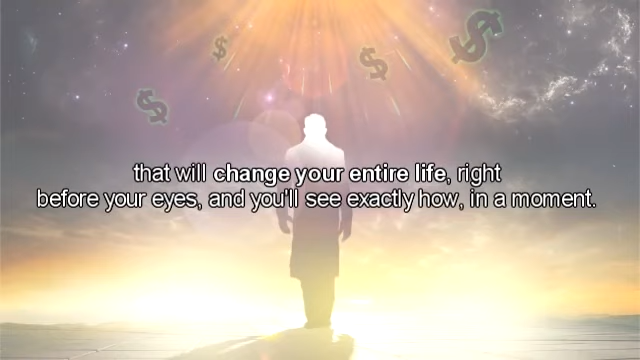 that will change your entire life, right
before your eyes, and you'll see exactly how, in a moment.